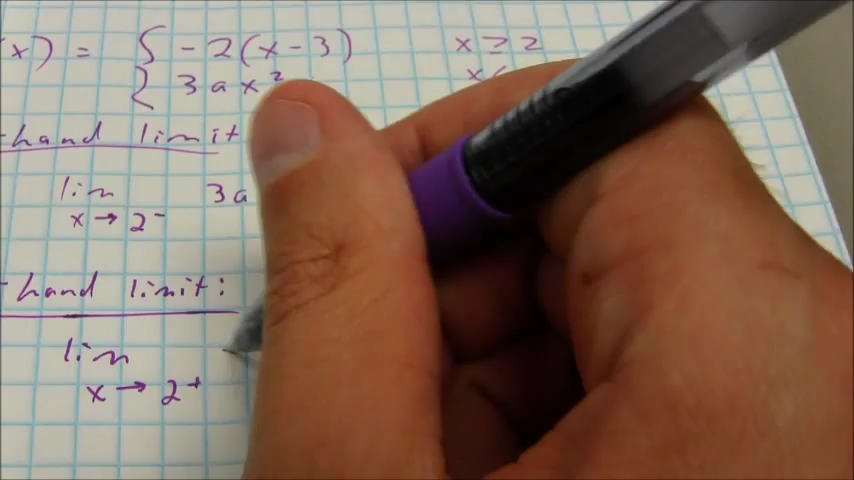 x) = { -2(x-3) x ≥ 2
3ax² x<
-hand limit
lim 3a
x → 2⁻
-hand limit:
lim
x → 2⁺